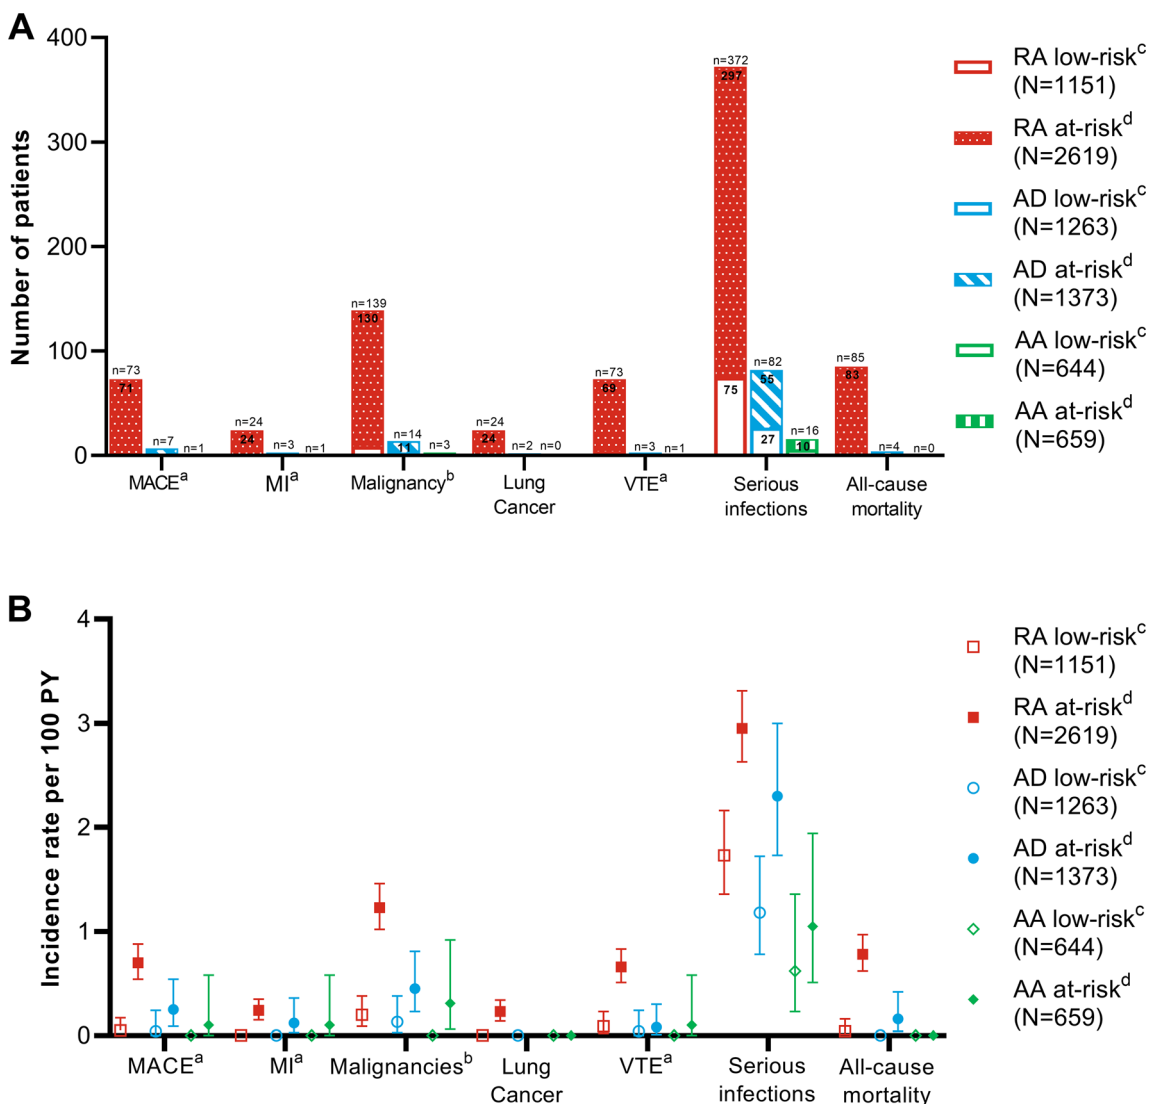 A
Number of patients
400
300
200
100
0
n=73
71
n=7
n=1
n=24
24
n=3
n=1
n=139
130
n=14
11
n=3
n=24
24
n=2
n=0
n=73
69
n=3
n=1
n=372
297
75
n=82
55
27
n=16
10
n=85
83
n=4
n=0
MACEᵃ
MIᵃ
Malignancyᵇ
Lung
Cancer
VTEᵃ
Serious
infections
All-cause
mortality
RA low-riskᶜ
(N=1151)
RA at-riskᵈ
(N=2619)
AD low-riskᶜ
(N=1263)
AD at-riskᵈ
(N=1373)
AA low-riskᶜ
(N=644)
AA at-riskᵈ
(N=659)
B
Incidence rate per 100 PY
4
3
2
1
0
MACEᵃ
MIᵃ
Malignanciesᵇ
Lung
Cancer
VTEᵃ
Serious
infections
All-cause
mortality
RA low-riskᶜ
(N=1151)
RA at-riskᵈ
(N=2619)
AD low-riskᶜ
(N=1263)
AD at-riskᵈ
(N=1373)
AA low-riskᶜ
(N=644)
AA at-riskᵈ
(N=659)